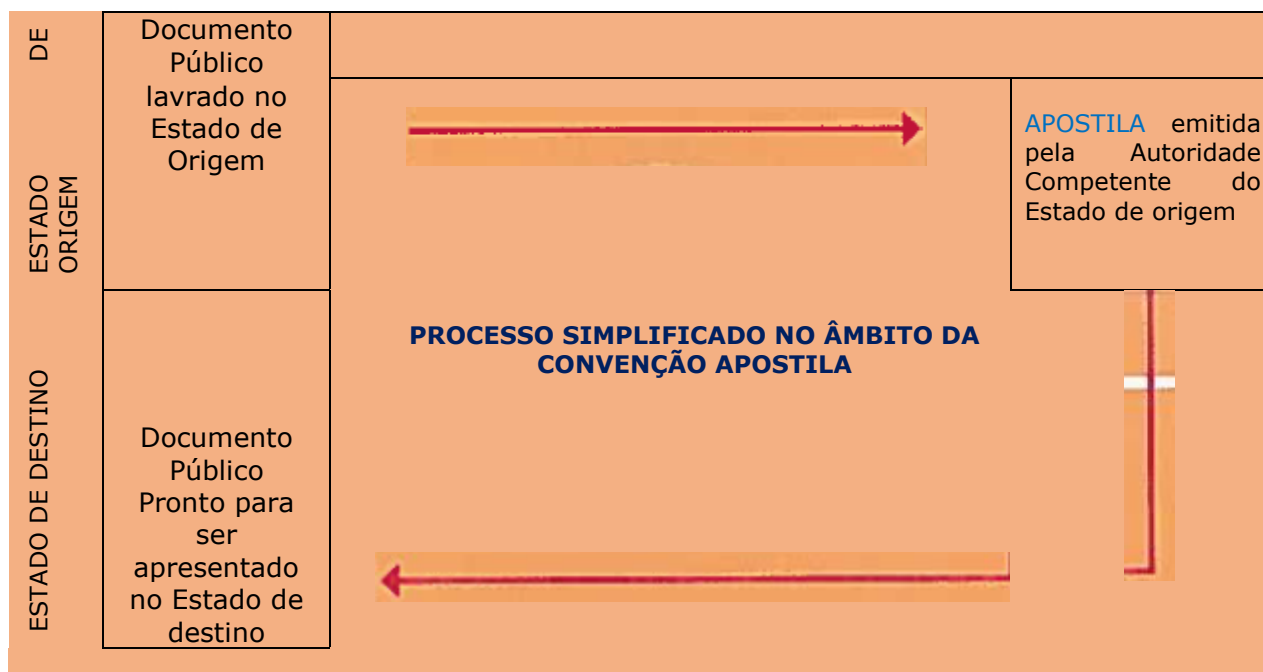 ESTADO DE
ORIGEM
Documento
Público
lavrado no
Estado de
Origem
APOSTILA emitida
pela Autoridade
Competente do
Estado de origem
PROCESSO SIMPLIFICADO NO ÂMBITO DA
CONVENÇÃO APOSTILA
ESTADO DE DESTINO
Documento
Público
Pronto para
ser
apresentado
no Estado de
destino